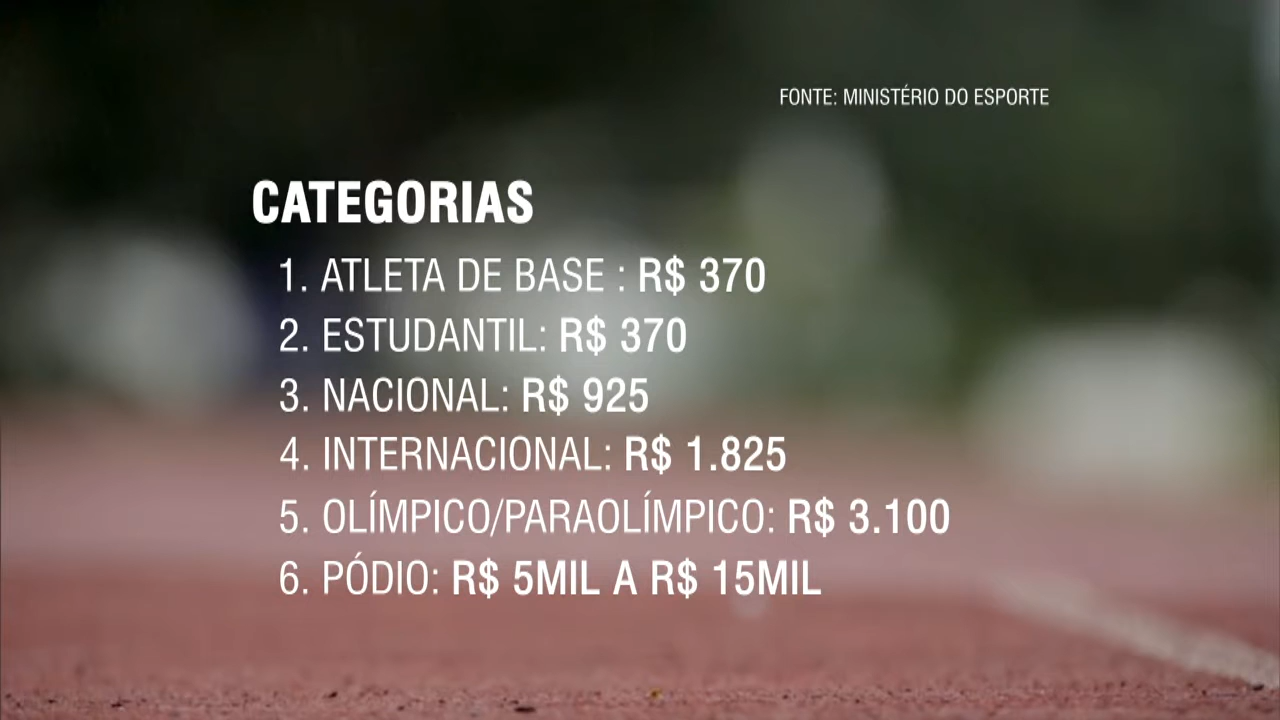 FONTE: MINISTÉRIO DO ESPORTE
CATEGORIAS
1. ATLETA DE BASE : R$ 370
2. ESTUDANTIL: R$ 370
3. NACIONAL: R$ 925
4. INTERNACIONAL: R$ 1.825
5. OLÍMPICO/PARAOLÍMPICO: R$ 3.100
6. PÓDIO: R$ 5MIL A R$ 15MIL